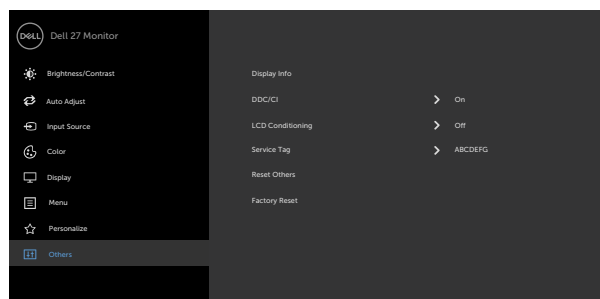 DELL Dell 27 Monitor
Brightness/Contrast
Auto Adjust
Input Source
Color
Display
Menu
Personalize
Others
Display Info
DDC/CI > On
LCD Conditioning > Off
Service Tag > ABCDEFG
Reset Others
Factory Reset